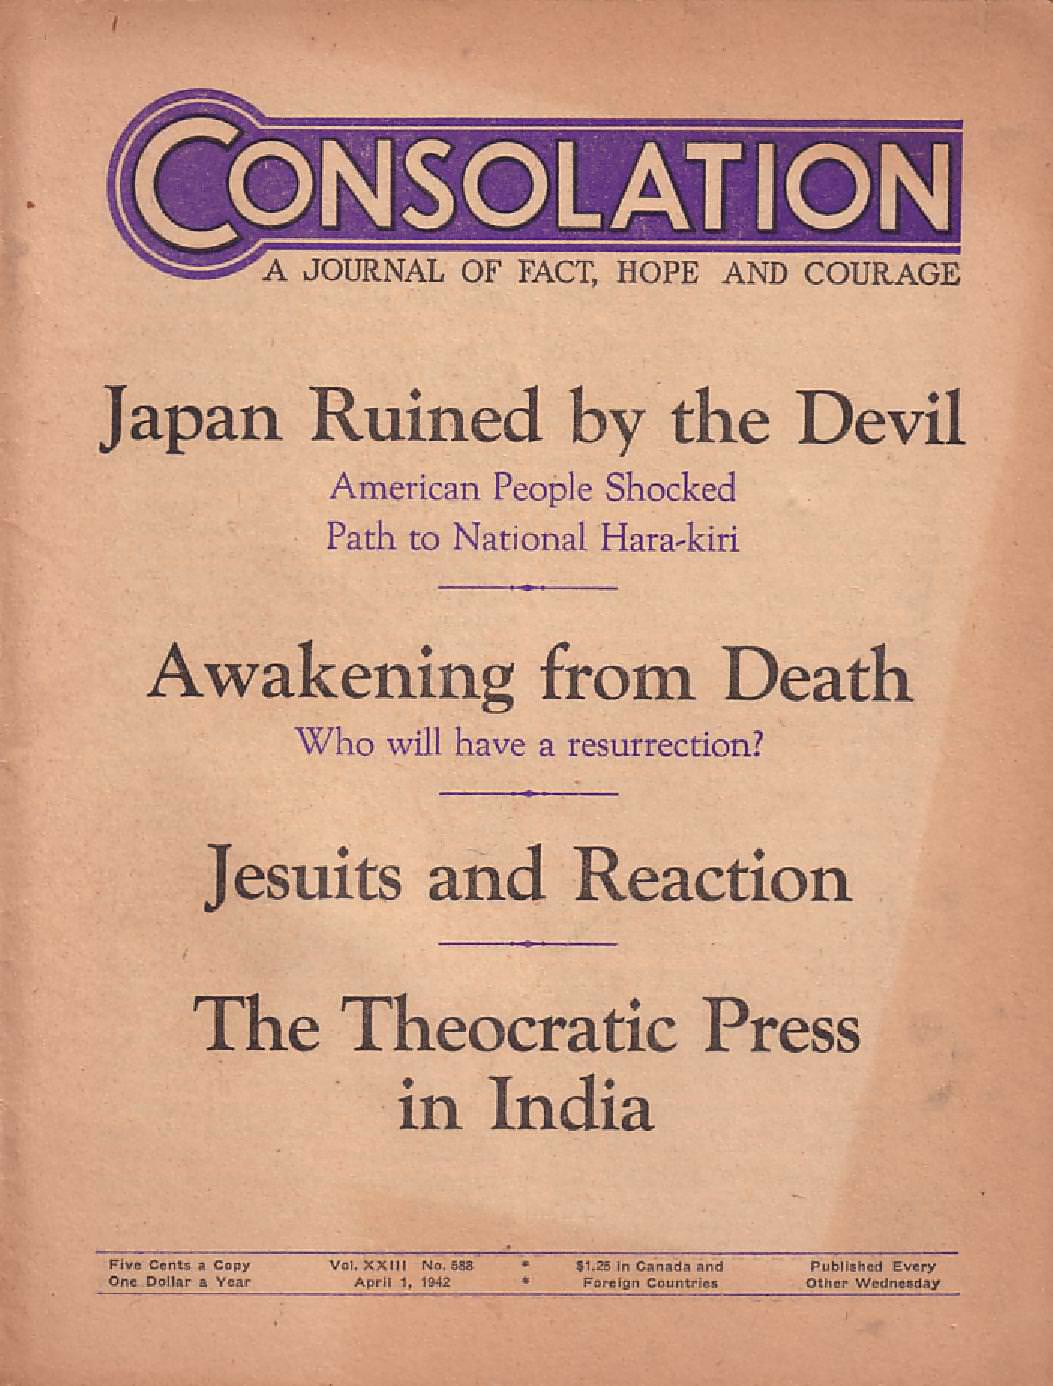 CONSOLATION
A JOURNAL OF FACT, HOPE AND COURAGE
Japan Ruined by the Devil
American People Shocked
Path to National Hara-kiri
Awakening from Death
Who will have a resurrection?
Jesuits and Reaction
The Theocratic Press
in India
Five Cents a Copy Vol. XXIII No. 588 * $1.25 in Canada and Published Every
One Dollar a Year April 1, 1942 * Foreign Countries Other Wednesday